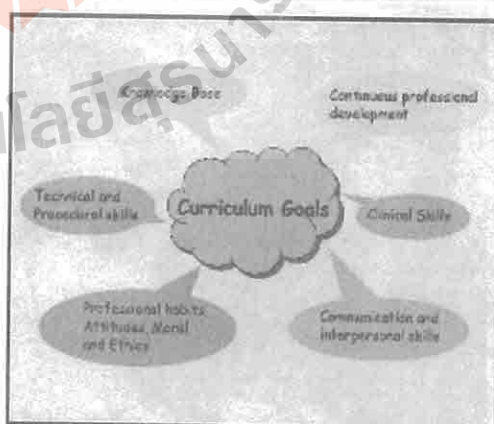 Knowledge Base
Continuous professional
development
Technical and
Procedural skills
Curriculum Goals
Clinical Skills
Professional habits
Attitudes, Moral
and Ethics
Communication and
interpersonal skills